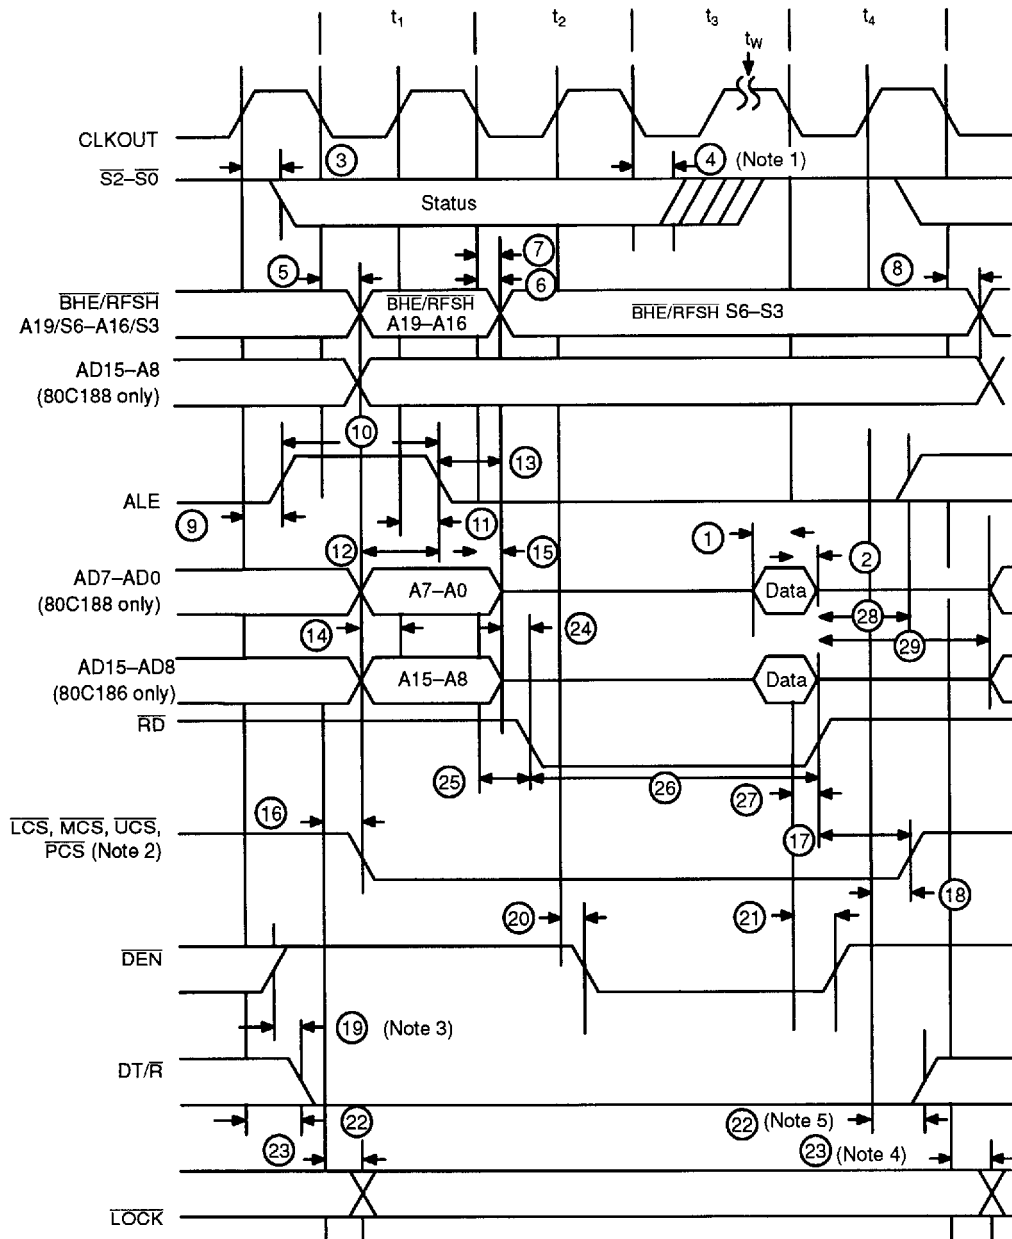 t1 t2 t3 t4
tW
CLKOUT
3 4 (Note 1)
S2–S0
Status
7
5 6 8
BHE/RFSH
A19/S6–A16/S3
BHE/RFSH
A19–A16
BHE/RFSH S6–S3
AD15–A8
(80C188 only)
10
13
ALE
9 11
1
12 15 2
AD7–AD0
(80C188 only)
A7–A0
Data
28
14 24
29
AD15–AD8
(80C186 only)
A15–A8
Data
RD
25 26 27
16
17
LCS, MCS, UCS,
PCS (Note 2)
18
20 21
DEN
19 (Note 3)
DT/R
22 22 (Note 5)
23 23 (Note 4)
LOCK